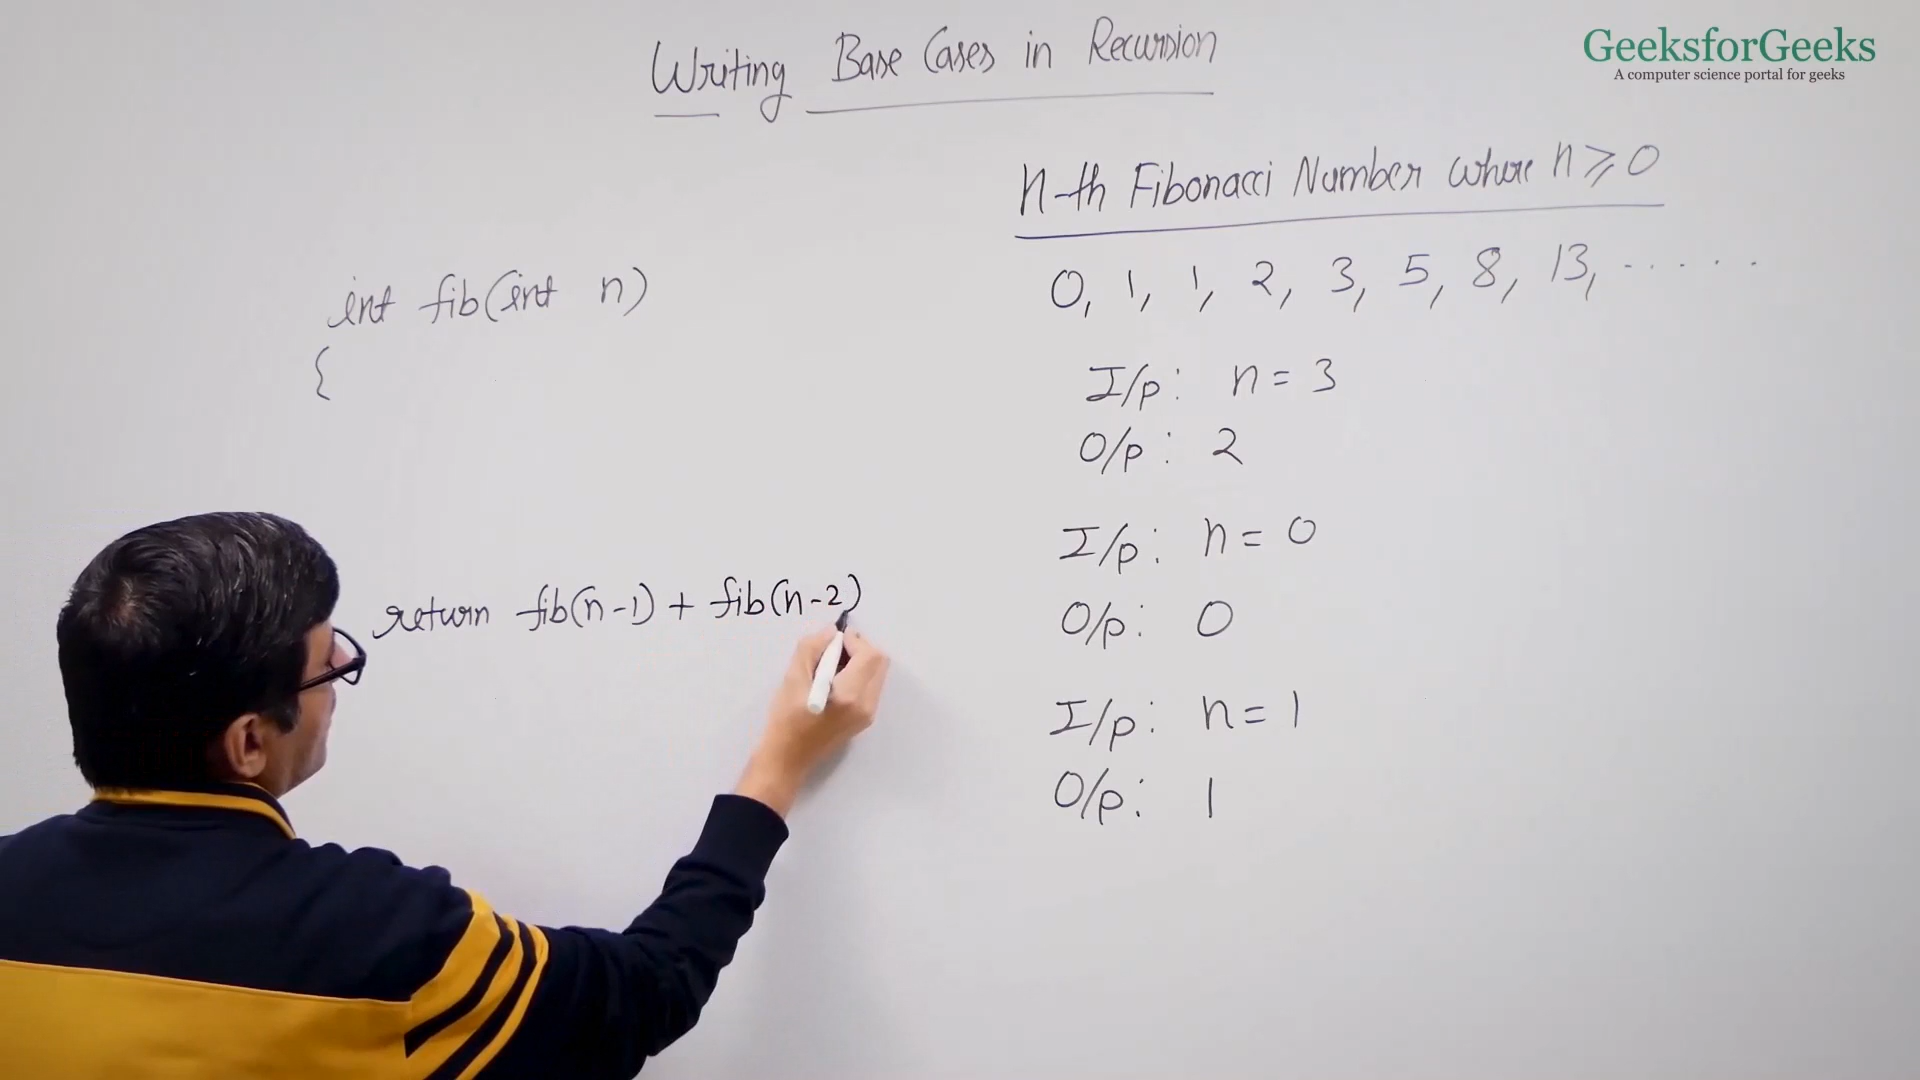 Writing Base Cases in Recursion
GeeksforGeeks
A computer science portal for geeks
n-th Fibonacci Number where n ⩾ 0
0, 1, 1, 2, 3, 5, 8, 13, ......
int fib(int n)
{
return fib(n-1) + fib(n-2)
I/p: n = 3
O/p: 2
I/p: n = 0
O/p: 0
I/p: n = 1
O/p: 1